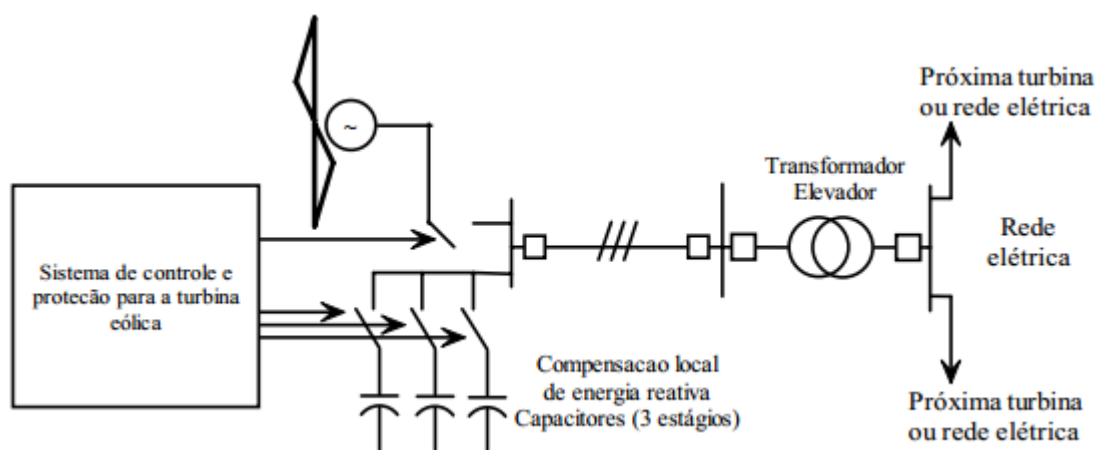 Próxima turbina
ou rede elétrica
Transformador
Elevador
~
Rede
elétrica
Sistema de controle e
protecão para a turbina
eólica
Compensacao local
de energia reativa
Capacitores (3 estágios)
Próxima turbina
ou rede elétrica